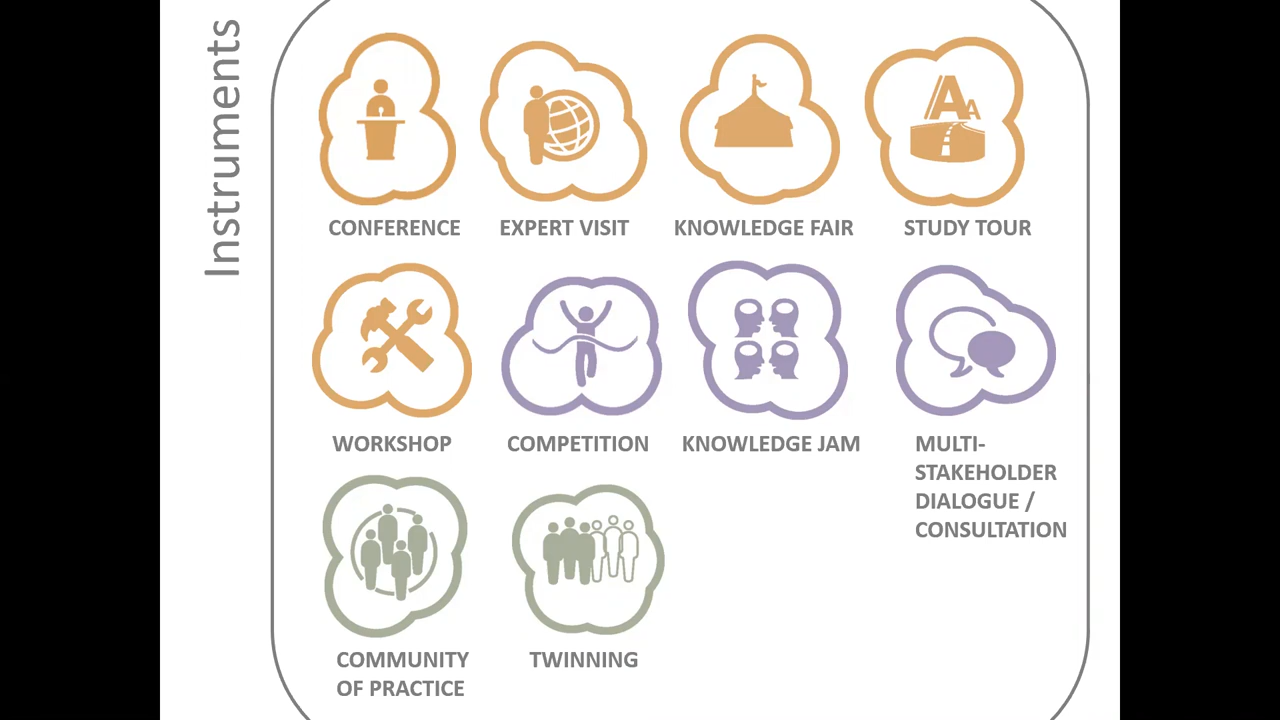 Instruments
CONFERENCE
EXPERT VISIT
KNOWLEDGE FAIR
STUDY TOUR
A A
WORKSHOP
COMPETITION
KNOWLEDGE JAM
MULTI-
STAKEHOLDER
DIALOGUE /
CONSULTATION
COMMUNITY
OF PRACTICE
TWINNING